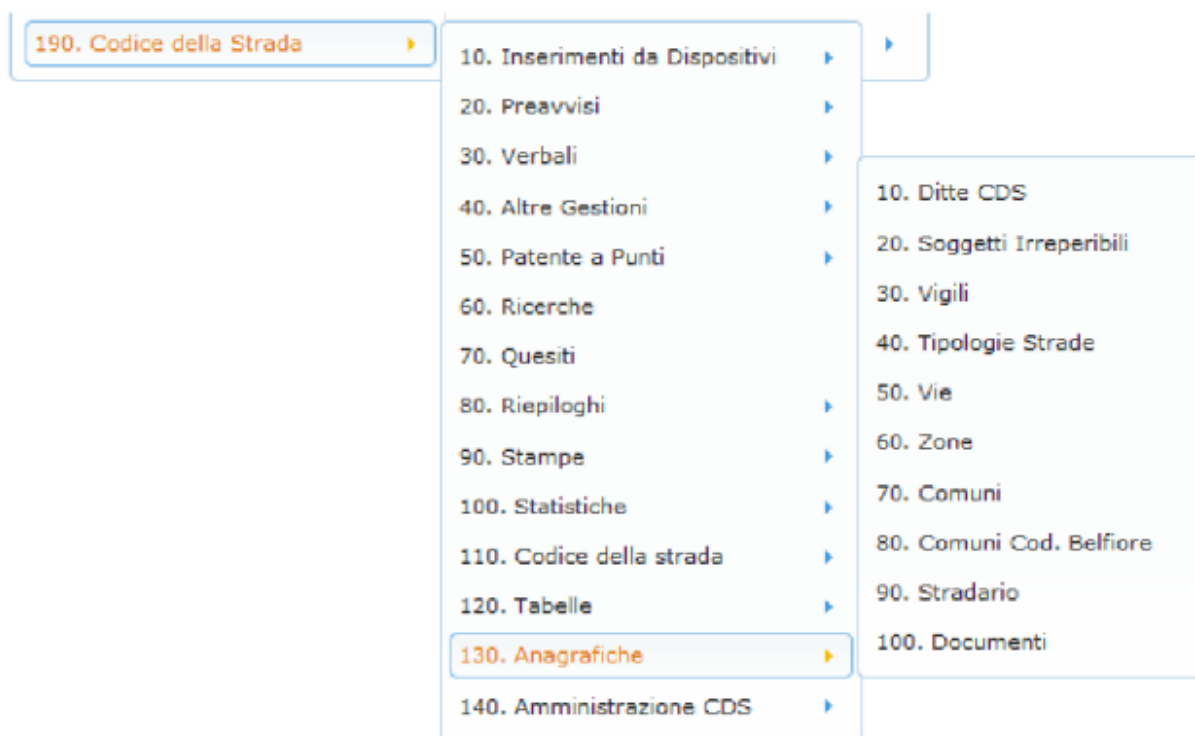 190. Codice della Strada
10. Inserimenti da Dispositivi
20. Preavvisi
30. Verbali
40. Altre Gestioni
50. Patente a Punti
60. Ricerche
70. Quesiti
80. Riepiloghi
90. Stampe
100. Statistiche
110. Codice della strada
120. Tabelle
130. Anagrafiche
140. Amministrazione CDS
10. Ditte CDS
20. Soggetti Irreperibili
30. Vigili
40. Tipologie Strade
50. Vie
60. Zone
70. Comuni
80. Comuni Cod. Belfiore
90. Stradario
100. Documenti